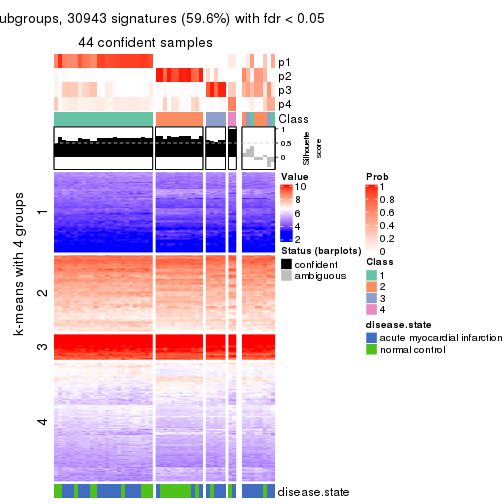 ubgroups, 30943 signatures (59.6%) with fdr < 0.05
44 confident samples
p1
p2
p3
p4
Class
1
0.5
0
Silhouette
score
k-means with 4 groups
1
2
3
4
disease.state
Value
10
8
6
4
2
Status (barplots)
confident
ambiguous
Prob
1
0.8
0.6
0.4
0.2
0
Class
1
2
3
4
disease.state
acute myocardial infarction
normal control